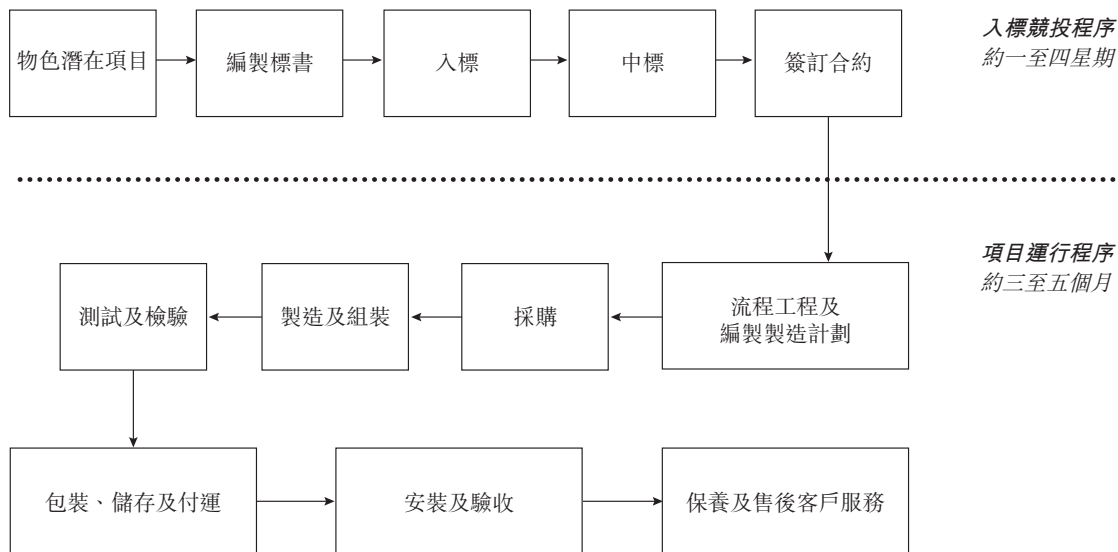 物色潛在項目
編製標書
入標
中標
簽訂合約
入標競投程序
約一至四星期
項目運行程序
約三至五個月
流程工程及
編製製造計劃
採購
製造及組裝
測試及檢驗
包裝、儲存及付運
安裝及驗收
保養及售後客戶服務